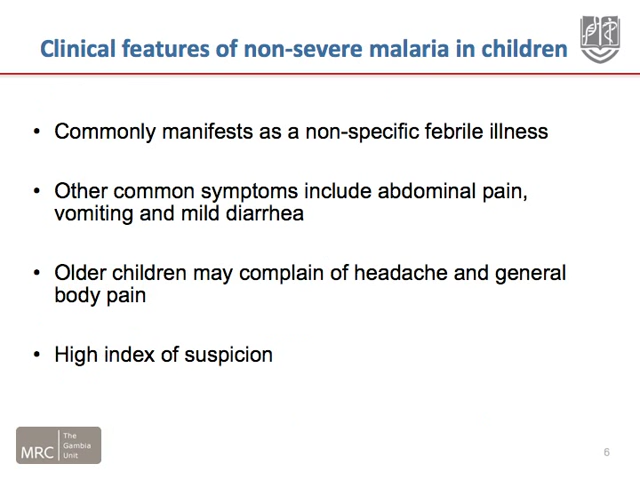 Clinical features of non-severe malaria in children
• Commonly manifests as a non-specific febrile illness
• Other common symptoms include abdominal pain,
vomiting and mild diarrhea
• Older children may complain of headache and general
body pain
• High index of suspicion
MRC
The
Gambia
Unit
6